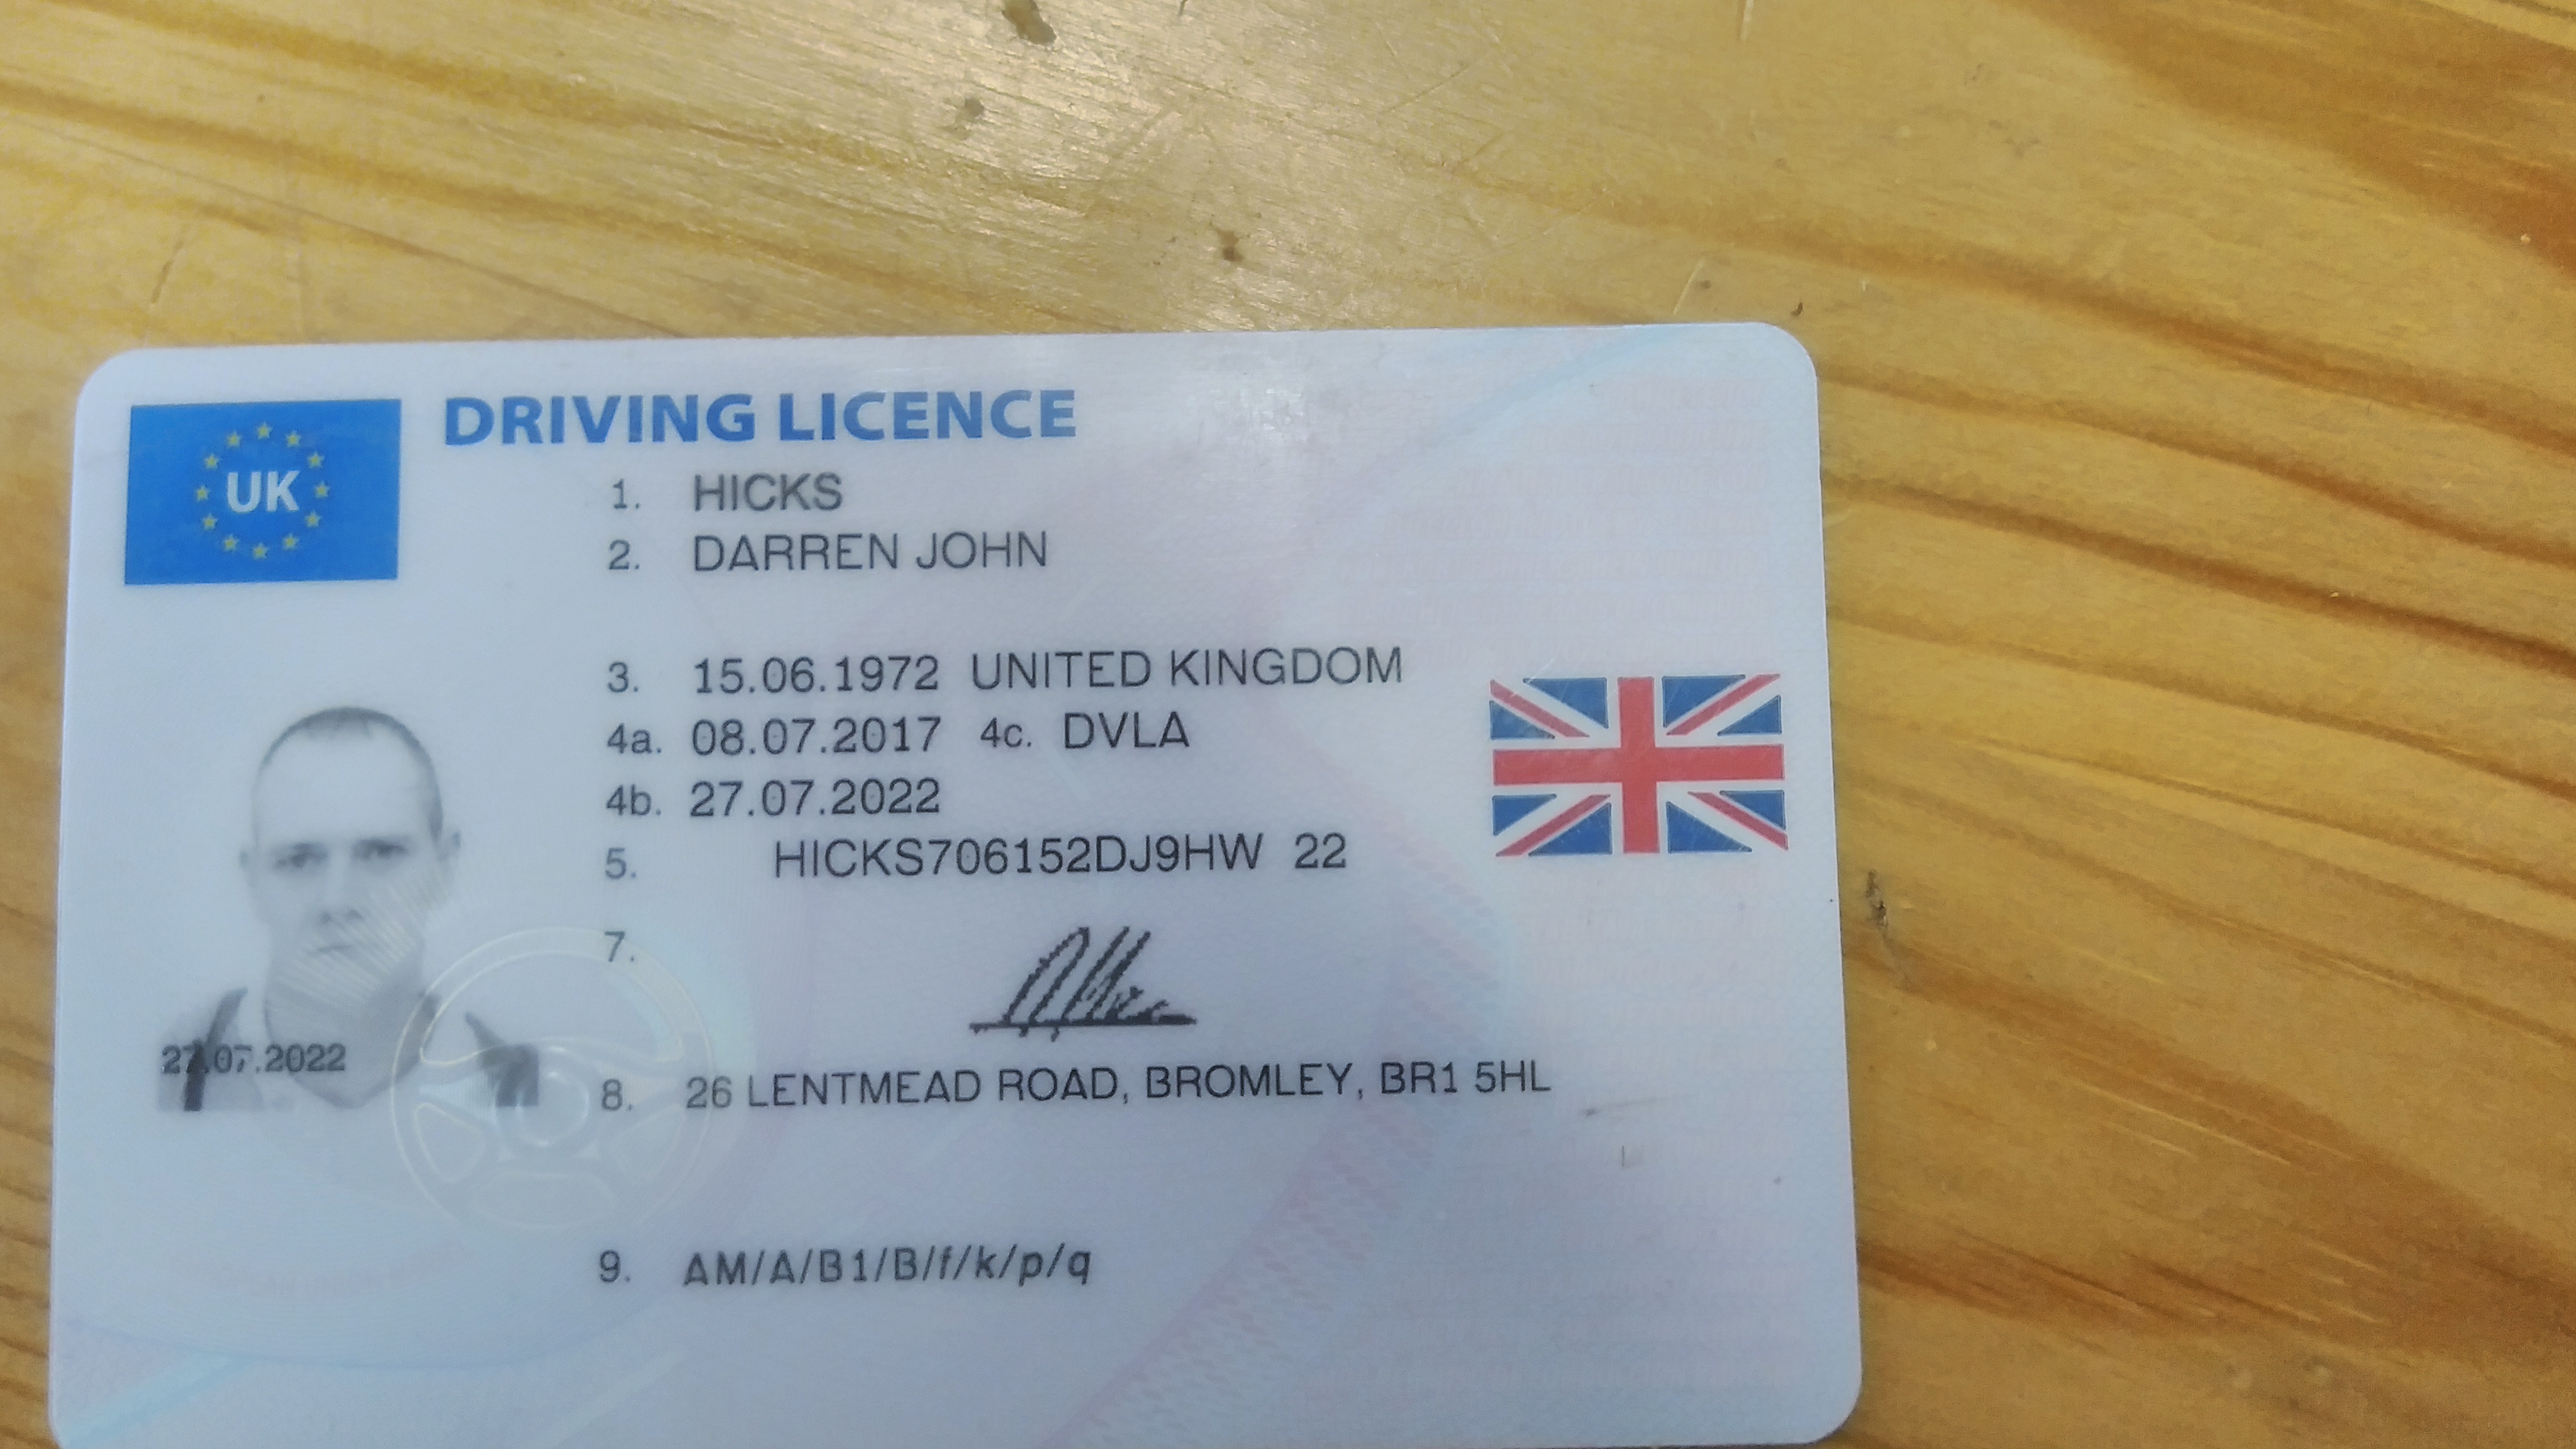 UK
DRIVING LICENCE
1. HICKS
2. DARREN JOHN
3. 15.06.1972 UNITED KINGDOM
4a. 08.07.2017 4c. DVLA
4b. 27.07.2022
5. HICKS706152DJ9HW 22
7.
27.07.2022
8. 26 LENTMEAD ROAD, BROMLEY, BR1 5HL
9. AM/A/B1/B/f/k/p/q